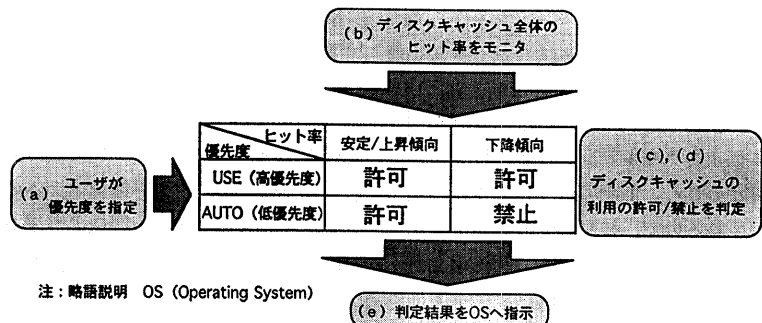 (b) ディスクキャッシュ全体の
ヒット率をモニタ
ヒット率
優先度
安定/上昇傾向
下降傾向
USE(高優先度)
許可
許可
AUTO(低優先度)
許可
禁止
(a) ユーザが
優先度を指定
(c), (d)
ディスクキャッシュの
利用の許可/禁止を判定
注:略語説明 OS(Operating System)
(e) 判定結果をOSへ指示